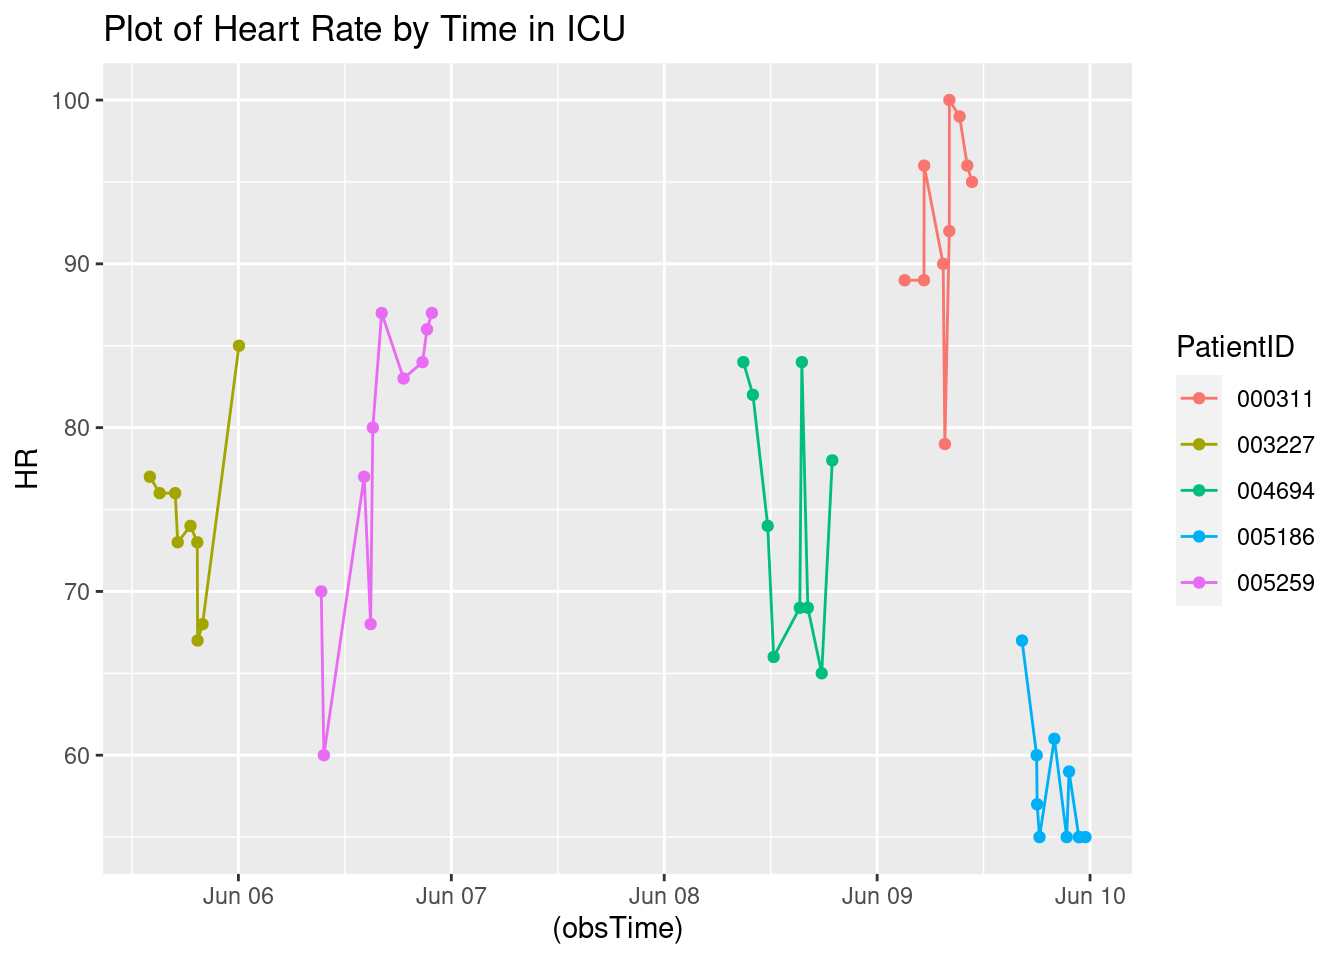 Plot of Heart Rate by Time in ICU
100
90
80
70
60
HR
Jun 06 Jun 07 Jun 08 Jun 09 Jun 10
(obsTime)
PatientID
000311
003227
004694
005186
005259